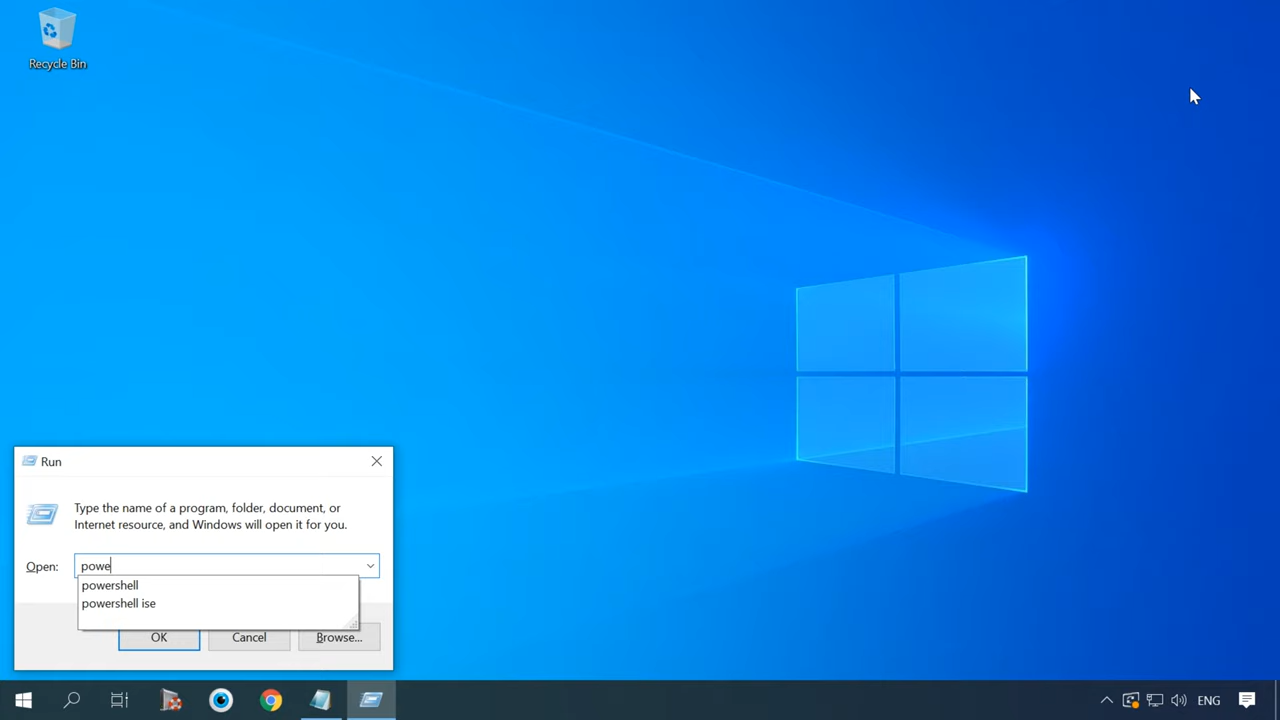 Recycle Bin
Run
Type the name of a program, folder, document, or
Internet resource, and Windows will open it for you.
Open: powe
powershell
powershell ise
OK Cancel Browse...
ENG